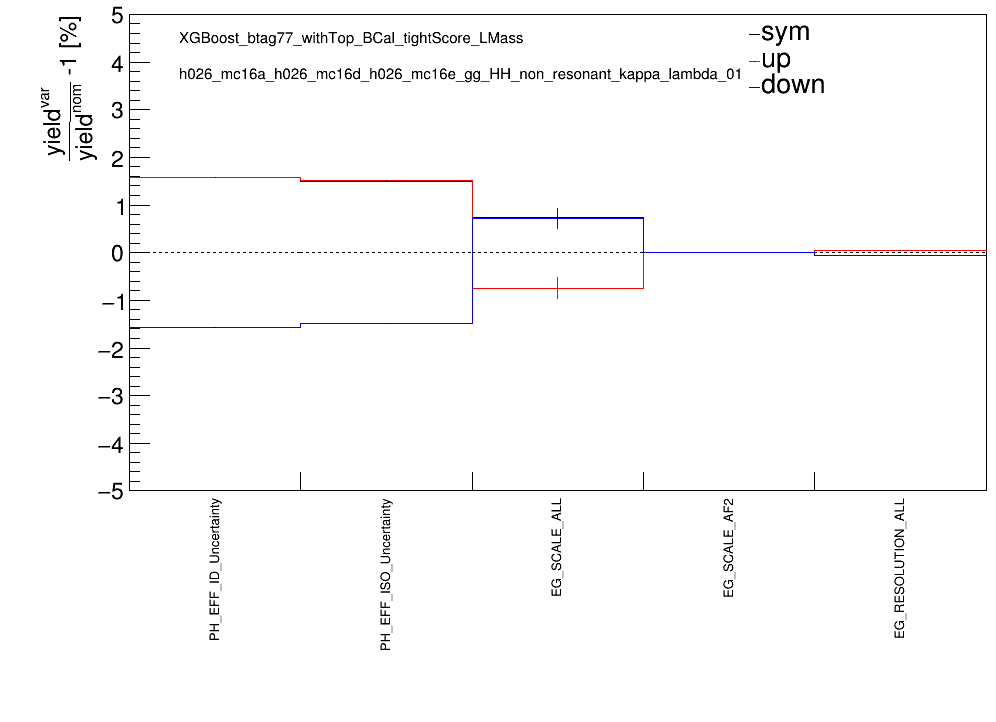 yield^var / yield^nom -1 [%]
5
4
3
2
1
0
−1
−2
−3
−4
−5
XGBoost_btag77_withTop_BCal_tightScore_LMass
h026_mc16a_h026_mc16d_h026_mc16e_gg_HH_non_resonant_kappa_lambda_01
sym
up
down
PH_EFF_ID_Uncertainty
PH_EFF_ISO_Uncertainty
EG_SCALE_ALL
EG_SCALE_AF2
EG_RESOLUTION_ALL